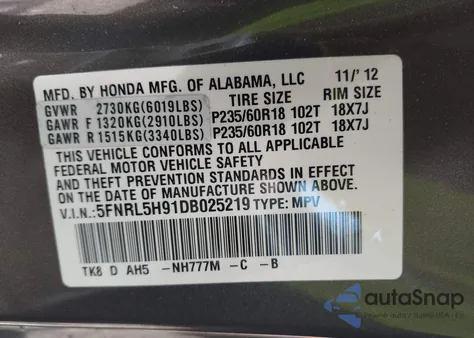 MFD. BY HONDA MFG. OF ALABAMA, LLC 11/'12
GVWR 2730KG(6019LBS) TIRE SIZE RIM SIZE
GAWR F 1320KG(2910LBS) P235/60R18 102T 18X7J
GAWR R 1515KG(3340LBS) P235/60R18 102T 18X7J
THIS VEHICLE CONFORMS TO ALL APPLICABLE
FEDERAL MOTOR VEHICLE SAFETY
AND THEFT PREVENTION STANDARDS IN EFFECT
ON THE DATE OF MANUFACTURE SHOWN ABOVE.
V.I.N.:5FNRL5H91DB025219 TYPE: MPV
TK8 D AH5 -NH777M -C -B
autoSnap